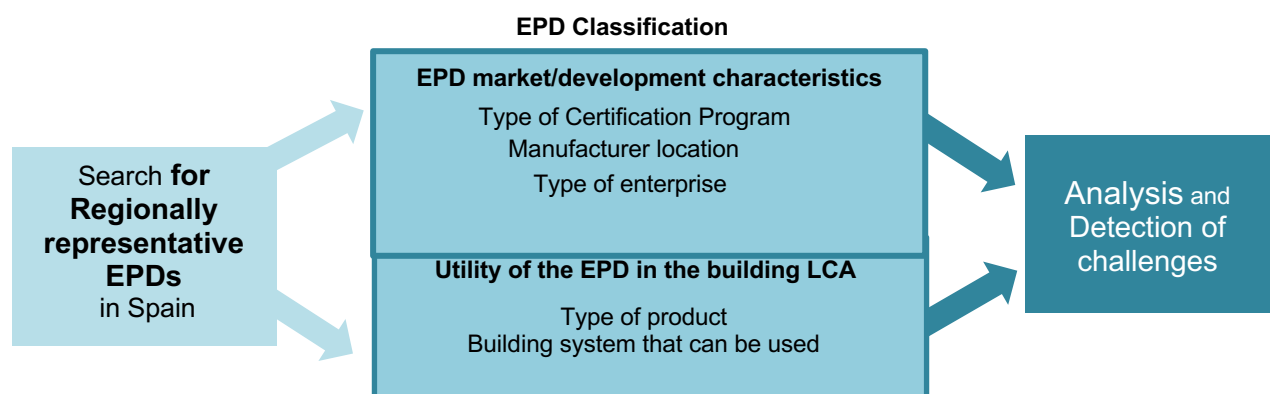 EPD Classification
EPD market/development characteristics
Type of Certification Program
Manufacturer location
Type of enterprise
Search for
Regionally
representative
EPDs
in Spain
Utility of the EPD in the building LCA
Type of product
Building system that can be used
Analysis and
Detection of
challenges